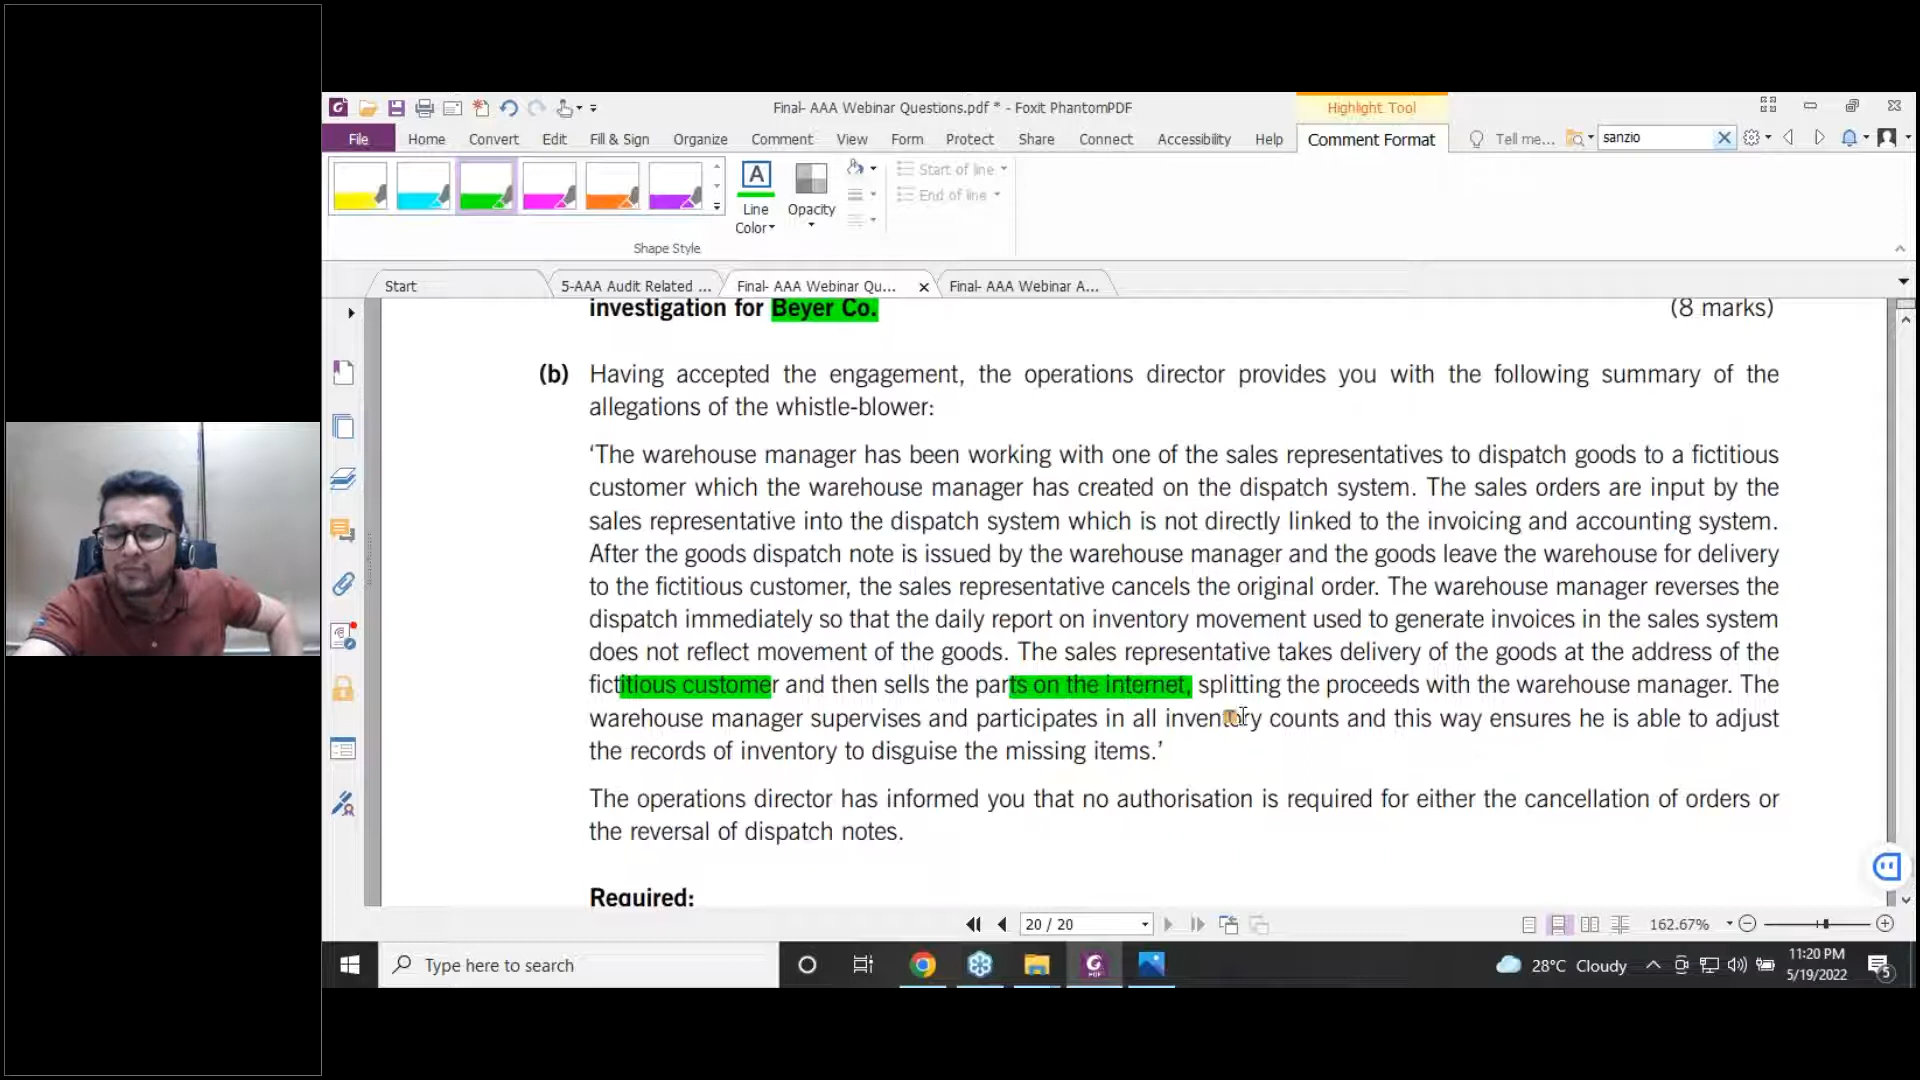 Final- AAA Webinar Questions.pdf * - Foxit PhantomPDF
Highlight Tool
File
Home
Convert
Edit
Fill & Sign
Organize
Comment
View
Form
Protect
Share
Connect
Accessibility
Help
Comment Format
Tell me...
sanzio
A
Line
Color
Opacity
Start of line
End of line
Shape Style
Start
5-AAA Audit Related ...
Final- AAA Webinar Qu...
Final- AAA Webinar A...
investigation for Beyer Co. (8 marks)
(b) Having accepted the engagement, the operations director provides you with the following summary of the
allegations of the whistle-blower:
‘The warehouse manager has been working with one of the sales representatives to dispatch goods to a fictitious
customer which the warehouse manager has created on the dispatch system. The sales orders are input by the
sales representative into the dispatch system which is not directly linked to the invoicing and accounting system.
After the goods dispatch note is issued by the warehouse manager and the goods leave the warehouse for delivery
to the fictitious customer, the sales representative cancels the original order. The warehouse manager reverses the
dispatch immediately so that the daily report on inventory movement used to generate invoices in the sales system
does not reflect movement of the goods. The sales representative takes delivery of the goods at the address of the
fictitious customer and then sells the parts on the internet, splitting the proceeds with the warehouse manager. The
warehouse manager supervises and participates in all inventory counts and this way ensures he is able to adjust
the records of inventory to disguise the missing items.’
The operations director has informed you that no authorisation is required for either the cancellation of orders or
the reversal of dispatch notes.
Required:
20 / 20
162.67%
Type here to search
28°C Cloudy
11:20 PM
5/19/2022
5